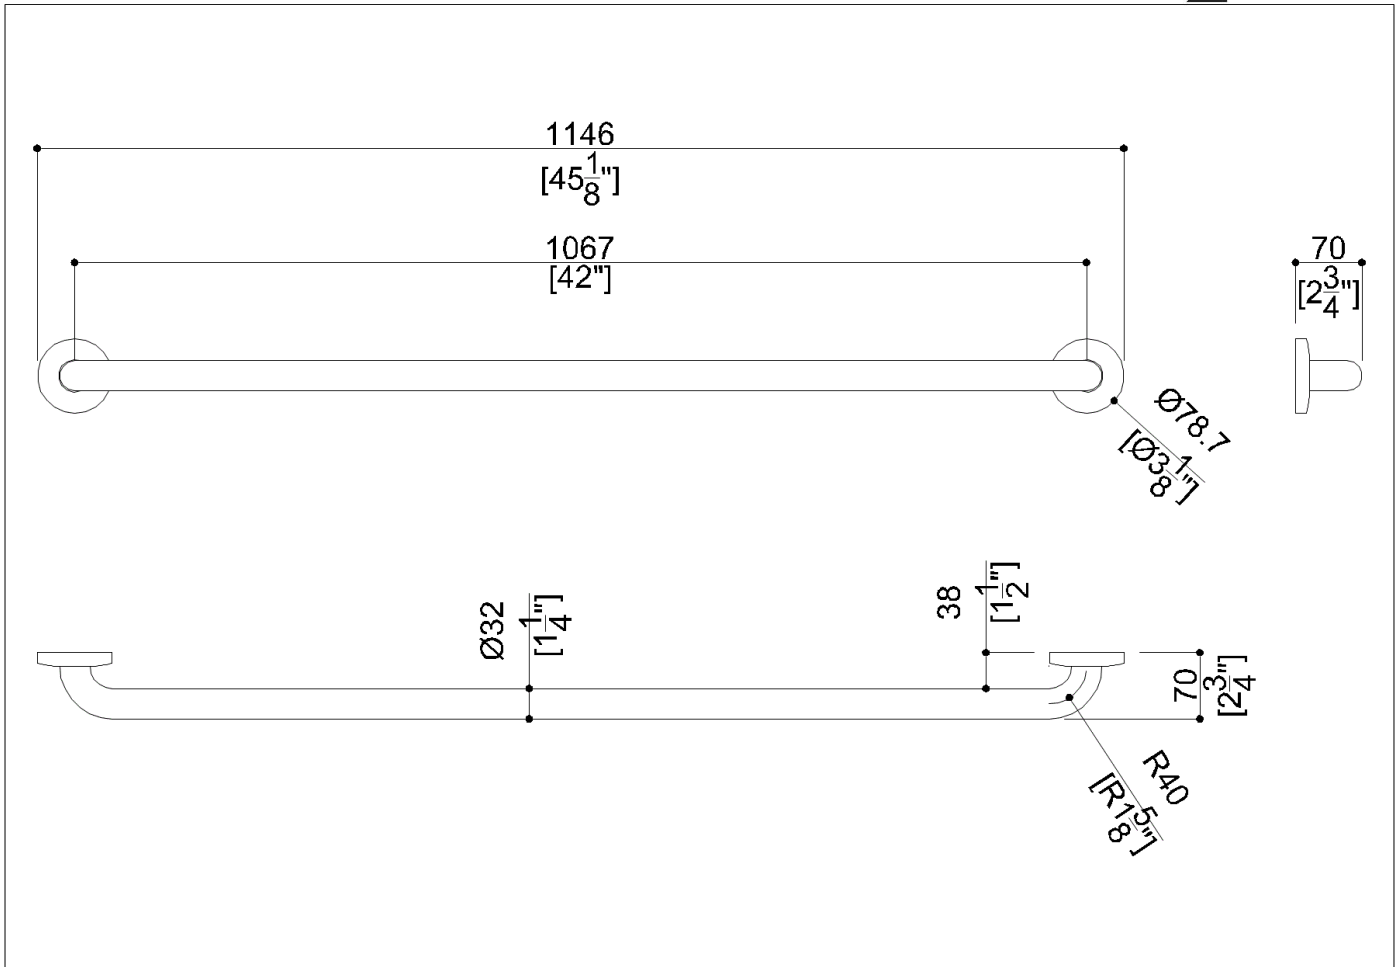 1146
[45 1/8"]
1067
[42"]
70
[2 3/4"]
Ø78.7
[Ø3 1/8"]
Ø32
[1 1/4"]
38
[1 1/2"]
70
[2 3/4"]
R40
[R1 5/8"]